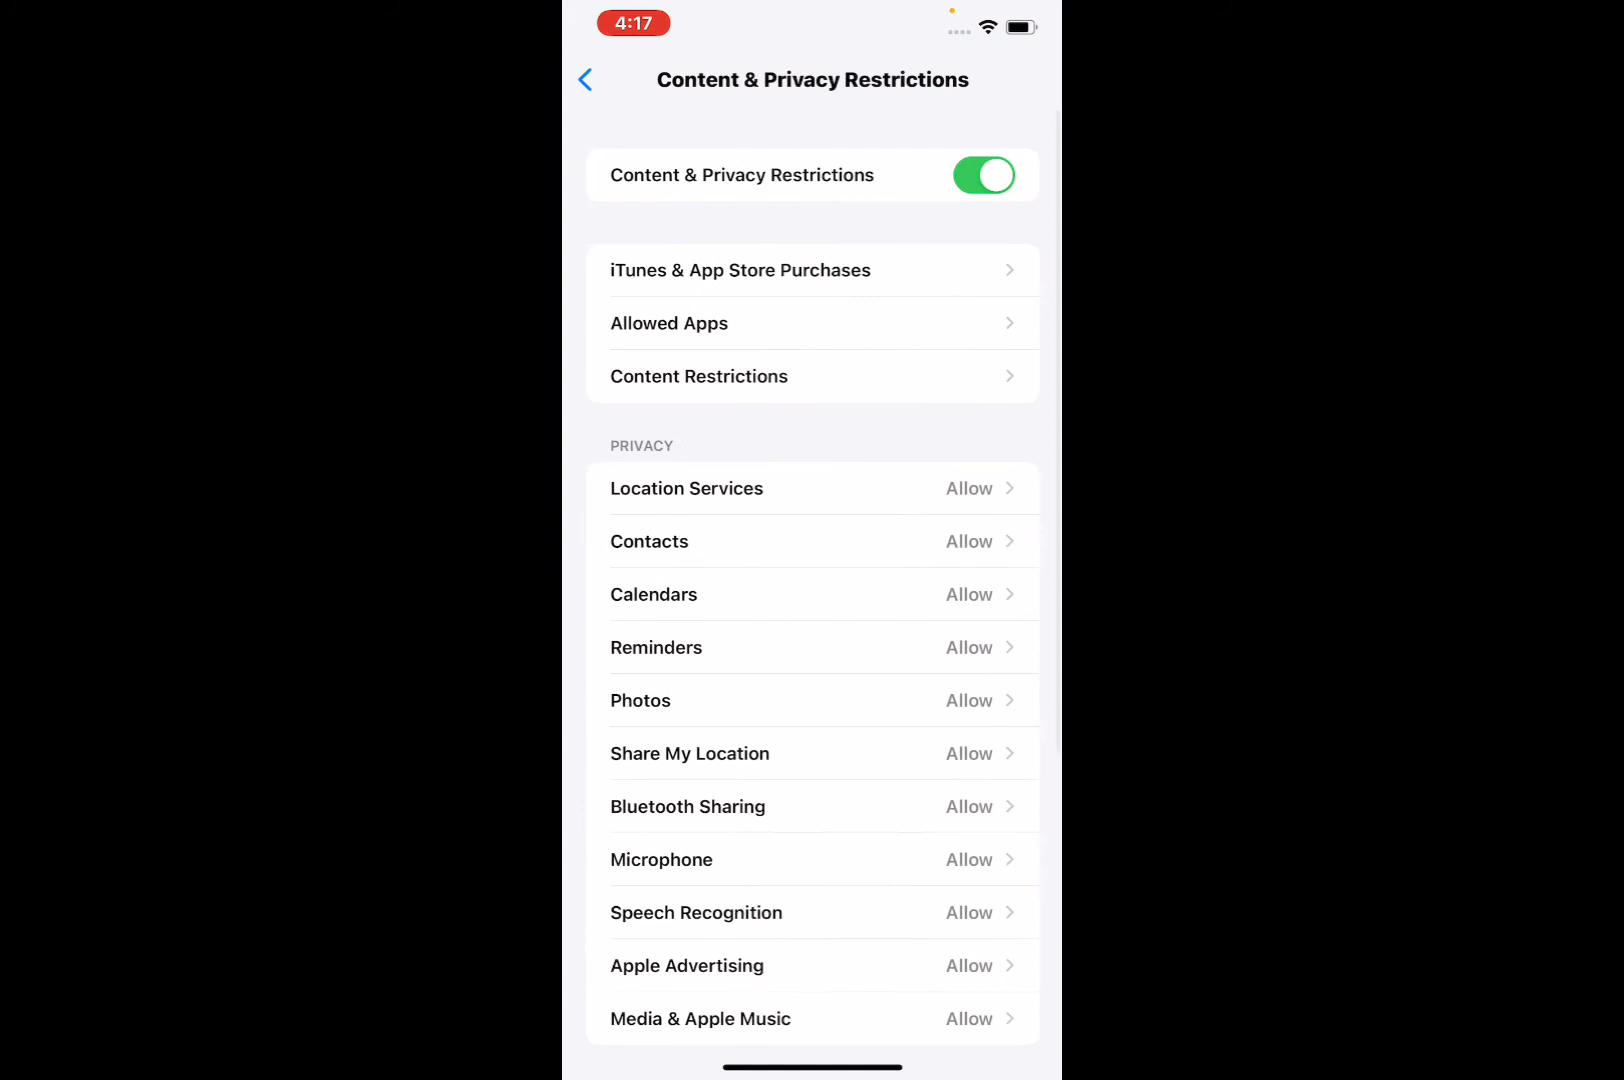 4:17
Content & Privacy Restrictions
Content & Privacy Restrictions
iTunes & App Store Purchases
Allowed Apps
Content Restrictions
PRIVACY
Location Services Allow
Contacts Allow
Calendars Allow
Reminders Allow
Photos Allow
Share My Location Allow
Bluetooth Sharing Allow
Microphone Allow
Speech Recognition Allow
Apple Advertising Allow
Media & Apple Music Allow